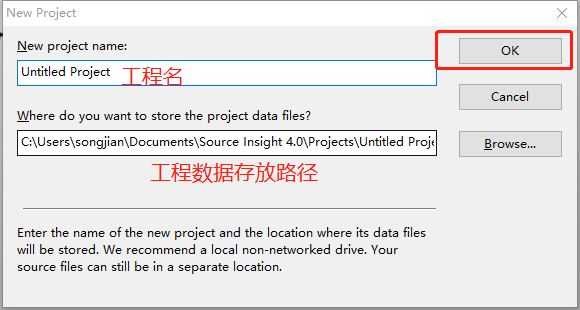 New Project
New project name:
OK
Untitled Project 工程名
Cancel
Where do you want to store the project data files?
C:\Users\songjian\Documents\Source Insight 4.0\Projects\Untitled Proje
Browse...
工程数据存放路径
Enter the name of the new project and the location where its data files
will be stored. We recommend a local non-networked drive. Your
source files can still be in a separate location.